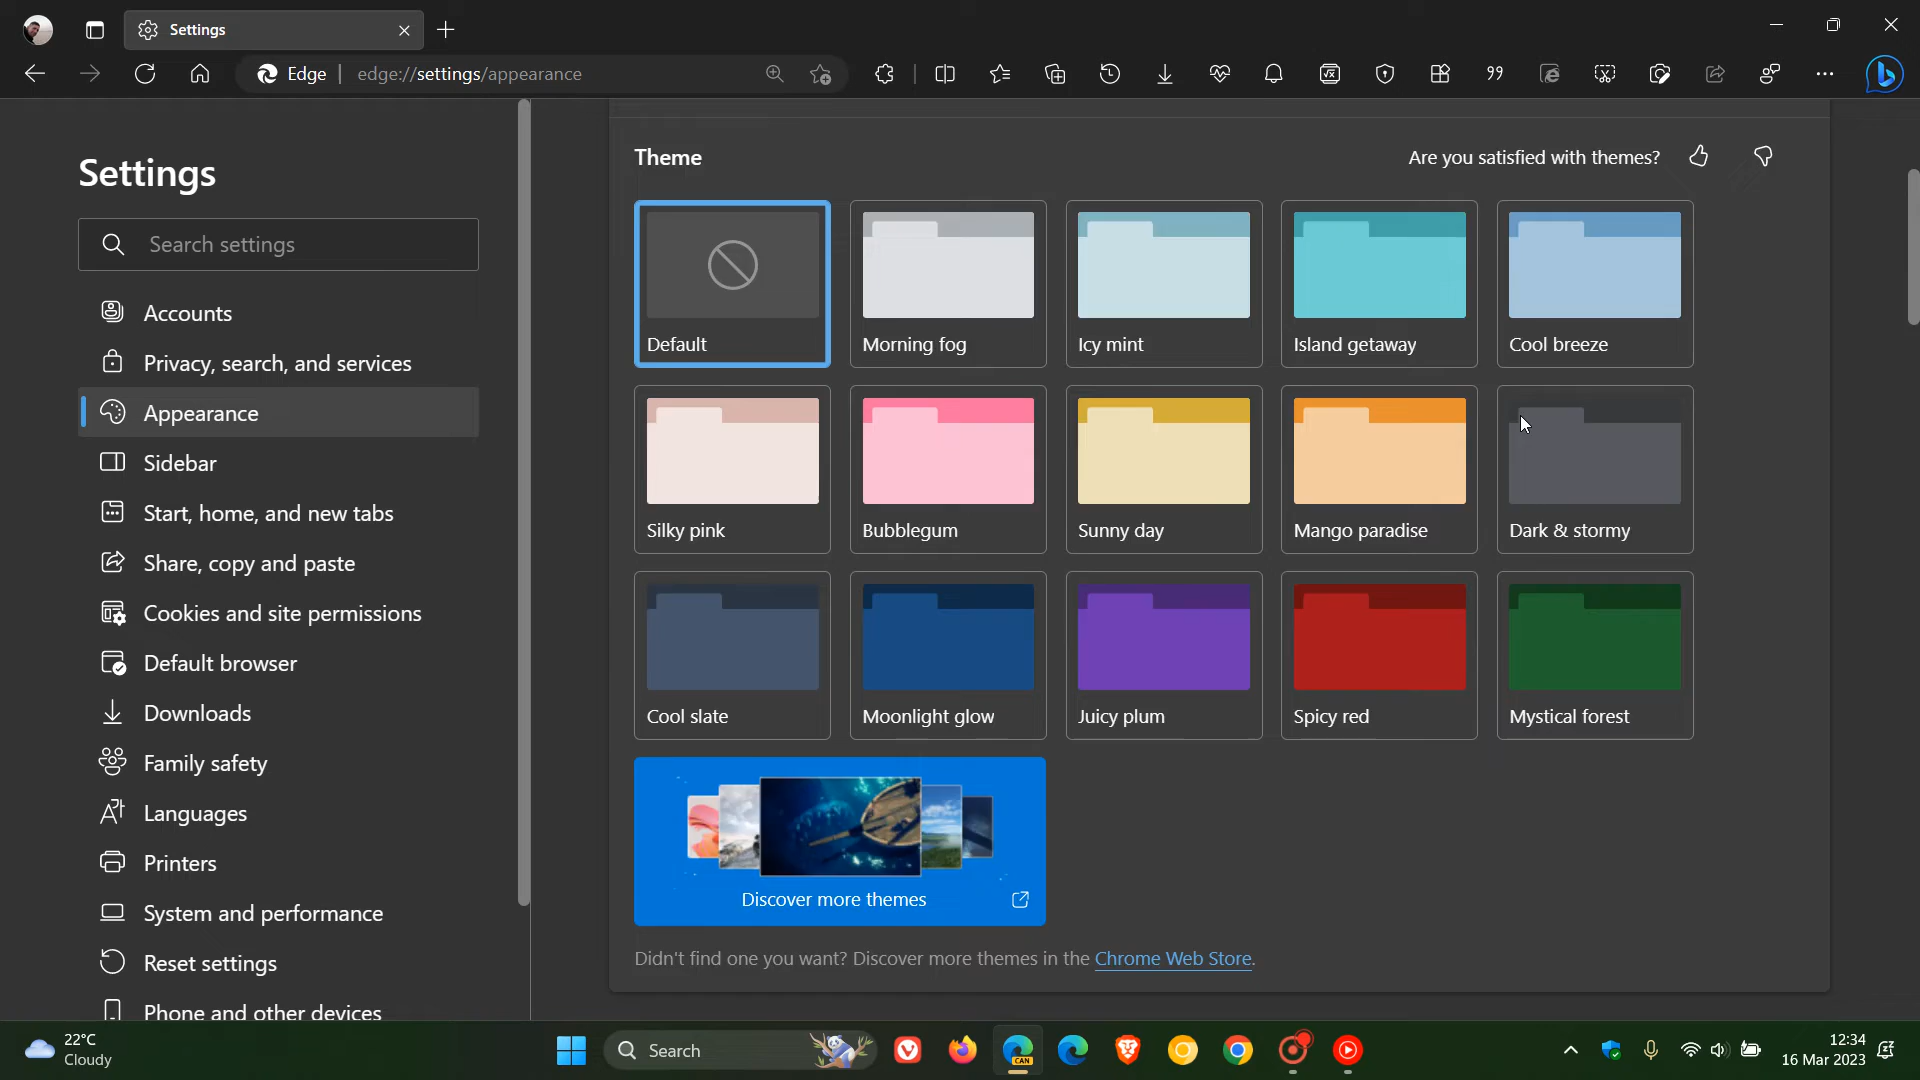 Settings
Edge
edge://settings/appearance
Settings
Search settings
Accounts
Privacy, search, and services
Appearance
Sidebar
Start, home, and new tabs
Share, copy and paste
Cookies and site permissions
Default browser
Downloads
Family safety
Languages
Printers
System and performance
Reset settings
Phone and other devices
Theme
Are you satisfied with themes?
Default
Morning fog
Icy mint
Island getaway
Cool breeze
Silky pink
Bubblegum
Sunny day
Mango paradise
Dark & stormy
Cool slate
Moonlight glow
Juicy plum
Spicy red
Mystical forest
Discover more themes
Didn't find one you want? Discover more themes in the Chrome Web Store.
22°C
Cloudy
Search
CAN
12:34
16 Mar 2023